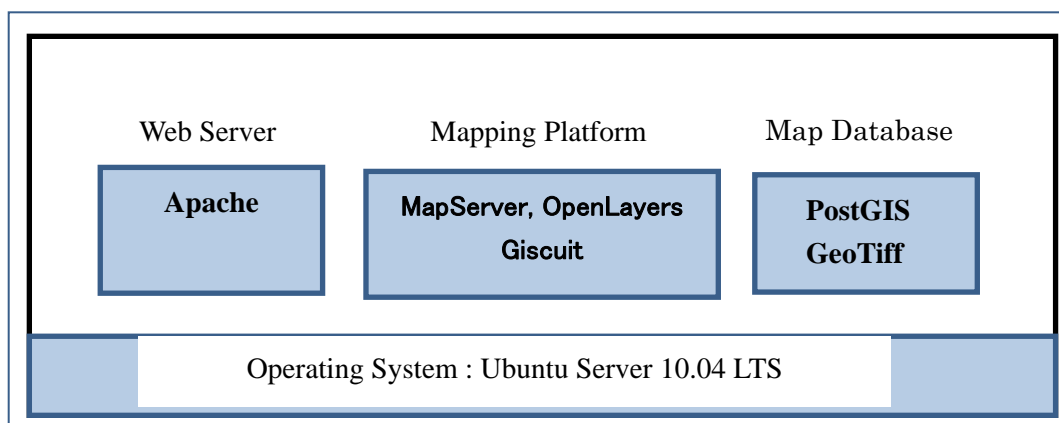 Web Server
Mapping Platform
Map Database
Apache
MapServer, OpenLayers
Giscuit
PostGIS
GeoTiff
Operating System : Ubuntu Server 10.04 LTS